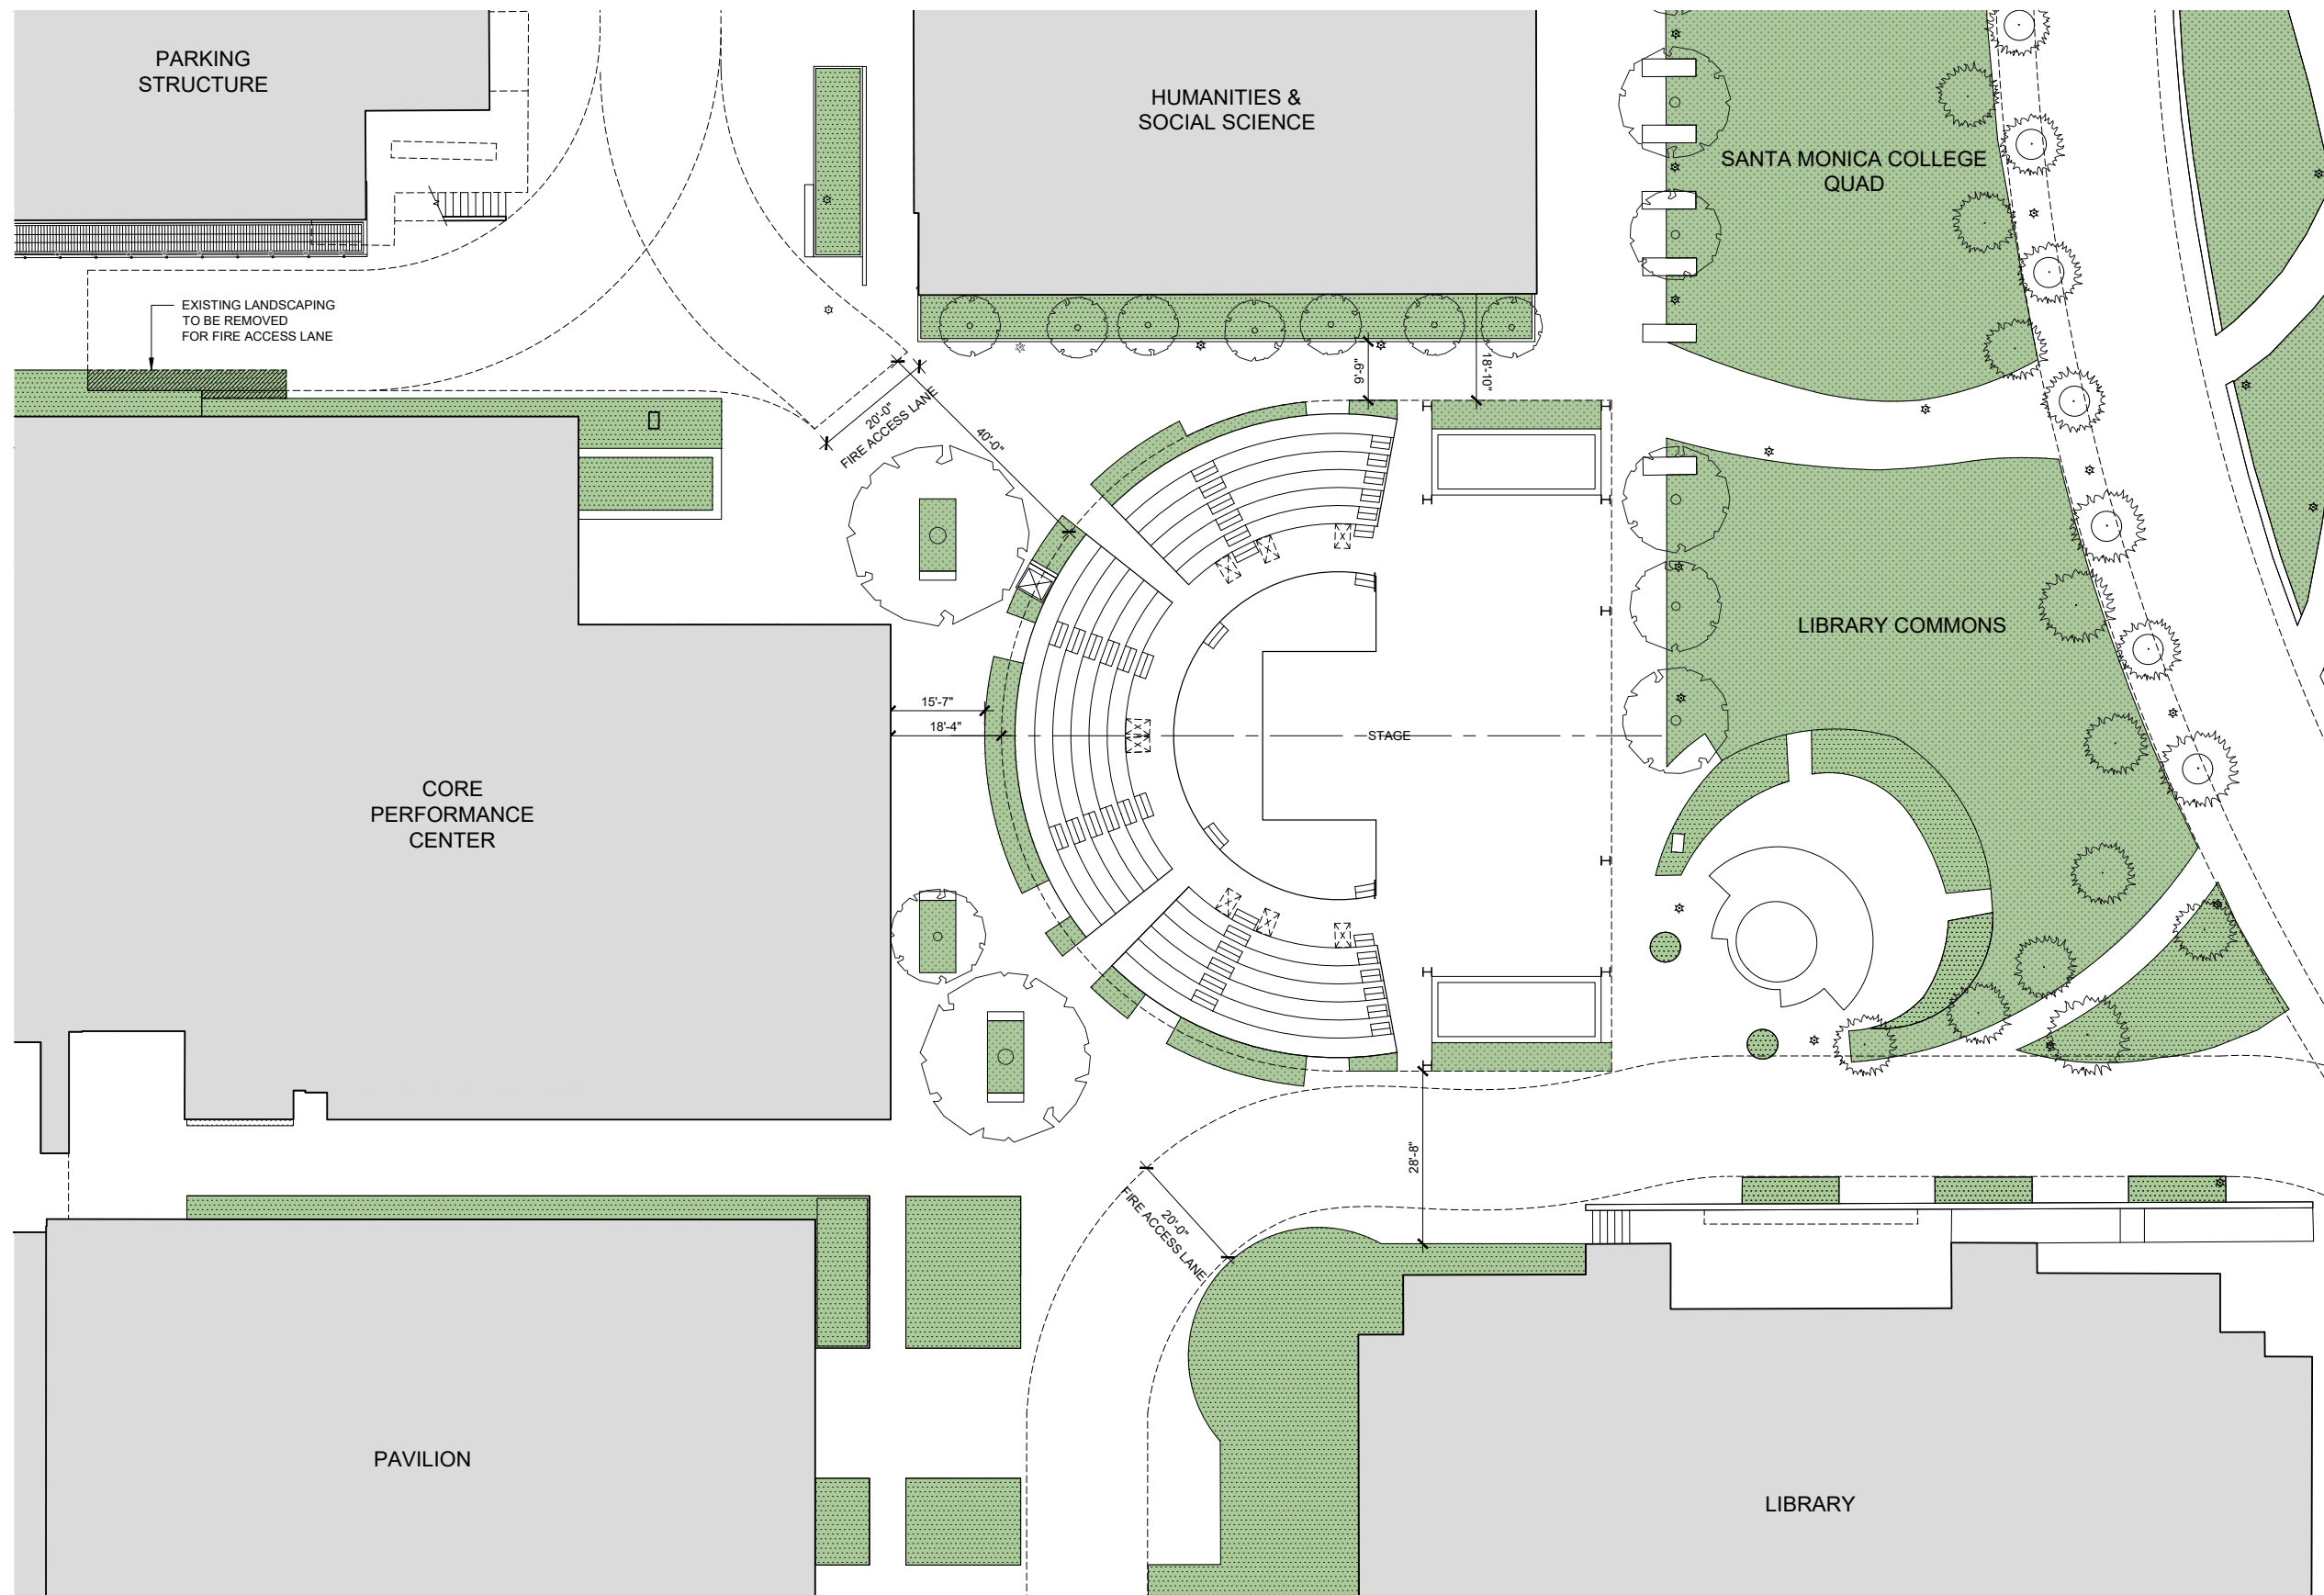 PARKING
STRUCTURE
HUMANITIES &
SOCIAL SCIENCE
SANTA MONICA COLLEGE
QUAD
EXISTING LANDSCAPING
TO BE REMOVED
FOR FIRE ACCESS LANE
9'-6"
18'-10"
20'-0"
FIRE ACCESS LANE
40'-0"
LIBRARY COMMONS
15'-7"
18'-4"
STAGE
CORE
PERFORMANCE
CENTER
28'-8"
20'-0"
FIRE ACCESS LANE
PAVILION
LIBRARY